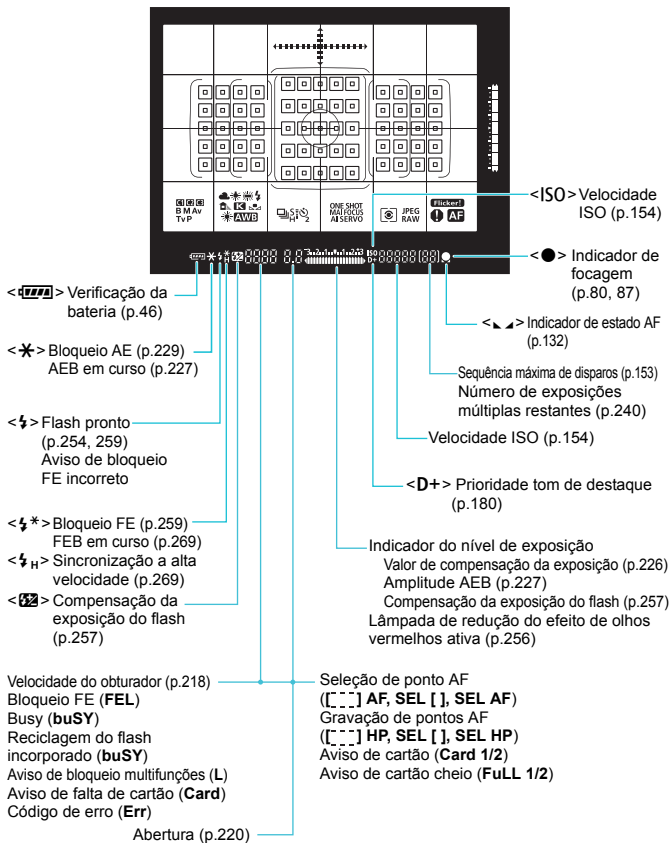 B M Av
Tv P
K
AWB
ONE SHOT
MAI FOCUS
AI SERVO
JPEG
RAW
Flicker!
AF
ISO
D+
<ISO> Velocidade
ISO (p.154)
<●> Indicador de
focagem
(p.80, 87)
< > Verificação da
bateria (p.46)
< > Indicador de estado AF
(p.132)
<✱> Bloqueio AE (p.229)
AEB em curso (p.227)
Sequência máxima de disparos (p.153)
Número de exposições
múltiplas restantes (p.240)
<⚡> Flash pronto
(p.254, 259)
Aviso de bloqueio
FE incorreto
Velocidade ISO (p.154)
<D+> Prioridade tom de destaque
(p.180)
<⚡*> Bloqueio FE (p.259)
FEB em curso (p.269)
<⚡H> Sincronização a alta
velocidade (p.269)
< > Compensação da
exposição do flash
(p.257)
Indicador do nível de exposição
Valor de compensação da exposição (p.226)
Amplitude AEB (p.227)
Compensação da exposição do flash (p.257)
Lâmpada de redução do efeito de olhos
vermelhos ativa (p.256)
Velocidade do obturador (p.218)
Bloqueio FE (FEL)
Busy (buSY)
Reciclagem do flash
incorporado (buSY)
Aviso de bloqueio multifunções (L)
Aviso de falta de cartão (Card)
Código de erro (Err)
Abertura (p.220)
Seleção de ponto AF
([ ] AF, SEL [ ], SEL AF)
Gravação de pontos AF
([ ] HP, SEL [ ], SEL HP)
Aviso de cartão (Card 1/2)
Aviso de cartão cheio (FuLL 1/2)